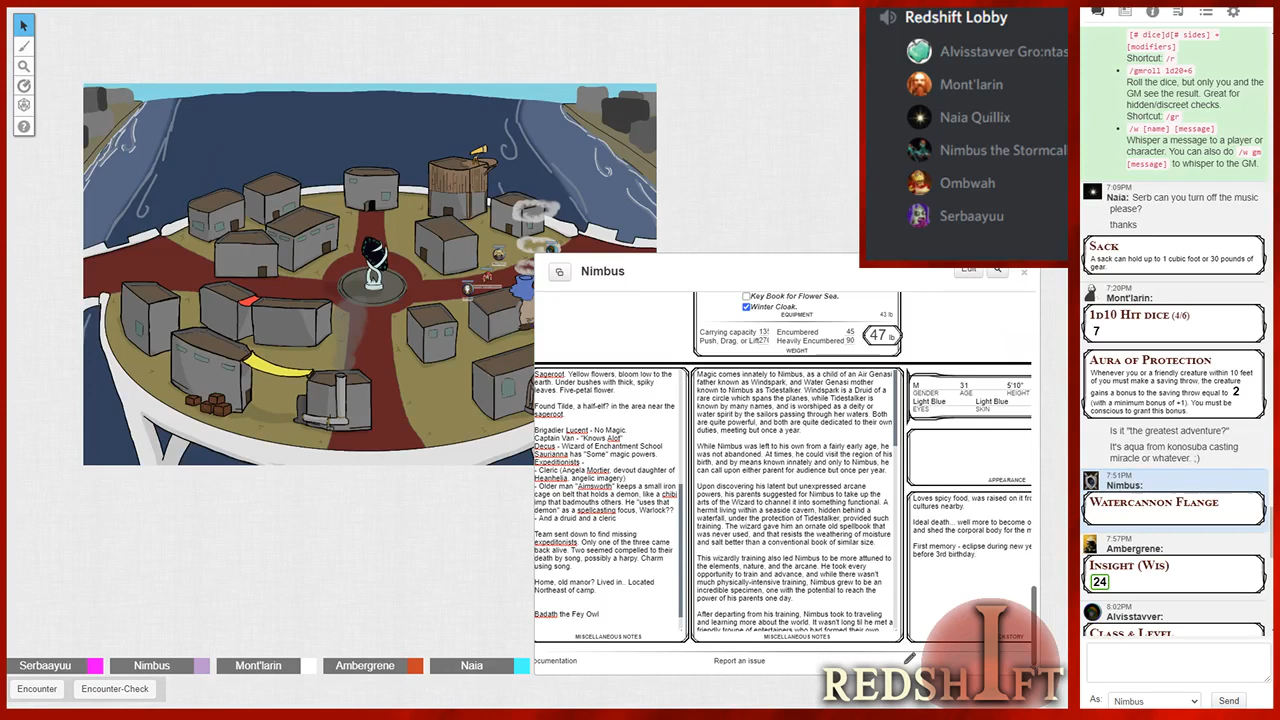 Redshift Lobby
Alvisstavver Gro:ntas
Mont'larin
Naia Quillix
Nimbus the Stormcall
Ombwah
Serbaayuu
Nimbus
Edit
Key Book for Flower Sea.
Winter Cloak.
EQUIPMENT
43 lb
Carrying capacity 135
Push, Drag, or Lift 270
Encumbered 45
Heavily Encumbered 90
47 lb
WEIGHT
Sageroot. Yellow flowers, bloom low to the
earth. Under bushes with thick, spiky
leaves. Five-petal flower.
Found Tilde, a half-elf? in the area near the
saperoot.
Brigadier Lucent - No Magic.
Captain Van - "Knows Alot"
Decus - Wizard of Enchantment School
Saurianna has "Some" magic powers.
Expeditionists -
- Cleric (Angela Mortier, devout daughter of
Heanhelia, angelic imagery)
- Older man "Aimsworth" keeps a small iron
cage on belt that holds a demon, like a chibi
imp that badmouths others. He "uses that
demon" as a spellcasting focus, Warlock??
- And a druid and a cleric
Team sent down to find missing
expeditonists. Only one of the three came
back alive. Two seemed compelled to their
death by song, possibly a harpy. Charm
using song.
Home, old manor? Lived in.. Located
Northeast of camp.
Badath the Fey Owl
MISCELLANEOUS NOTES
Magic comes innately to Nimbus, as a child of an Air Genasi
father known as Windspark, and Water Genasi mother
known to Nimbus as Tidestalker. Windspark is a Druid of a
rare circle which spans the planes, while Tidestalker is
known by many names, and is worshiped as a deity or
water spirit by the sailors passing through her waters. Both
are quite powerful, and both are quite dedicated to their own
duties, meeting but once a year.
While Nimbus was left to his own from a fairly early age, he
was not abandoned. At times, he could visit the region of his
birth, and by means known innately and only to Nimbus, he
can call upon either parent for audience but once per year.
Upon discovering his latent but unexpressed arcane
powers, his parents suggested for Nimbus to take up the
arts of the Wizard to channel it into something functional. A
hermit living within a seaside cavern, hidden behind a
waterfall, under the protection of Tidestalker, provided such
training. The wizard gave him an ornate old spellbook that
was never used, and that resists the weathering of moisture
and salt better than a conventional book of similar size.
This wizardly training also led Nimbus to be more attuned to
the elements, nature, and the arcane. He took every
opportunity to train and advance, and while there wasn't
much physically-intensive training, Nimbus grew to be an
incredible specimen, one with the potential to reach the
power of his parents one day.
After departing from his training, Nimbus took to traveling
and learning more about the world. It wasn't long til he met a
friendly troupe of entertainers who had formed their own
MISCELLANEOUS NOTES
M 31 5'10"
GENDER AGE HEIGHT
Light Blue Light Blue
EYES SKIN
APPEARANCE
Loves spicy food, was raised on it fro
cultures nearby.
Ideal death... well more to become o
and shed the corporal body for the m
First memory - eclipse during new ye
before 3rd birthday.
STORY
ocumentation
Report an issue
REDSHIFT
Serbaayuu
Nimbus
Mont'larin
Ambergrene
Naia
Encounter
Encounter-Check
[# dice]d[# sides] +
[modifiers]
Shortcut: /r
/gmroll 1d20+6
Roll the dice, but only you and the
GM see the result. Great for
hidden/discreet checks.
Shortcut: /gr
/w [name] [message]
Whisper a message to a player or
character. You can also do /w gm
[message] to whisper to the GM.
7:09PM
Naia: Serb can you turn off the music
please?
thanks
SACK
A sack can hold up to 1 cubic foot or 30 pounds of
gear.
7:20PM
Mont'larin:
1D10 HIT DICE (4/6)
7
AURA OF PROTECTION
Whenever you or a friendly creature within 10 feet
of you must make a saving throw, the creature
gains a bonus to the saving throw equal to 2
(with a minimum bonus of +1). You must be
conscious to grant this bonus.
Is it "the greatest adventure?"
It's aqua from konosuba casting
miracle or whatever. ;)
7:51PM
Nimbus:
WATERCANNON FLANGE
7:57PM
Ambergrene:
INSIGHT (WIS)
24
8:02PM
Alvisstavver:
CLASS & LEVEL
As: Nimbus
Send